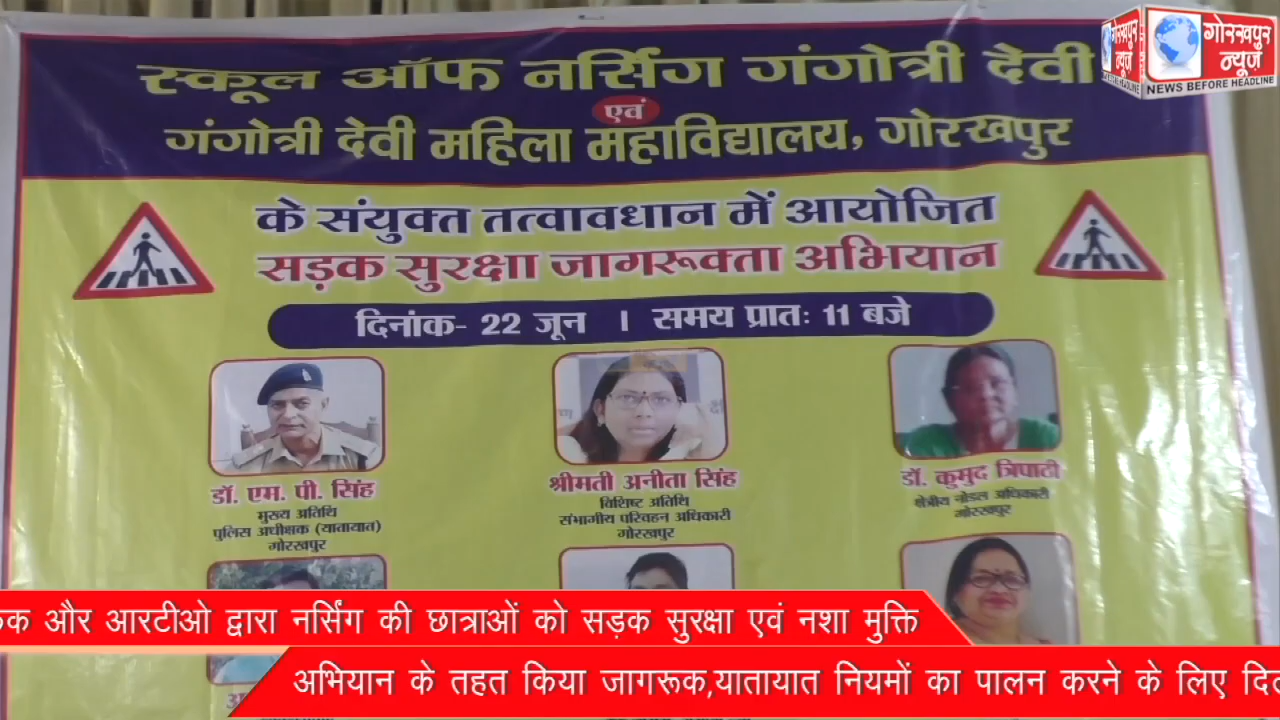 स्कूल ऑफ नर्सिंग गंगोत्री देवी
एवं
गंगोत्री देवी महिला महाविद्यालय, गोरखपुर
के संयुक्त तत्वावधान में आयोजित
सड़क सुरक्षा जागरूक्ता अभियान
दिनांक- 22 जून । समय प्रातः 11 बजे
डॉ. एम. पी. सिंह
मुख्य अतिथि
पुलिस अधीक्षक (यातायात)
गोरखपुर
श्रीमती अनीता सिंह
विशिष्ट अतिथि
संभागीय परिवहन अधिकारी
गोरखपुर
डॉ. कुमुद त्रिपाठी
क्षेत्रीय नोडल अधिकारी
गोरखपुर
गोरखपुर
न्यूज़
NEWS BEFORE HEADLINE
और आरटीओ द्वारा नर्सिंग की छात्राओं को सड़क सुरक्षा एवं नशा मुक्ति
अभियान के तहत किया जागरूक,यातायात नियमों का पालन करने के लिए